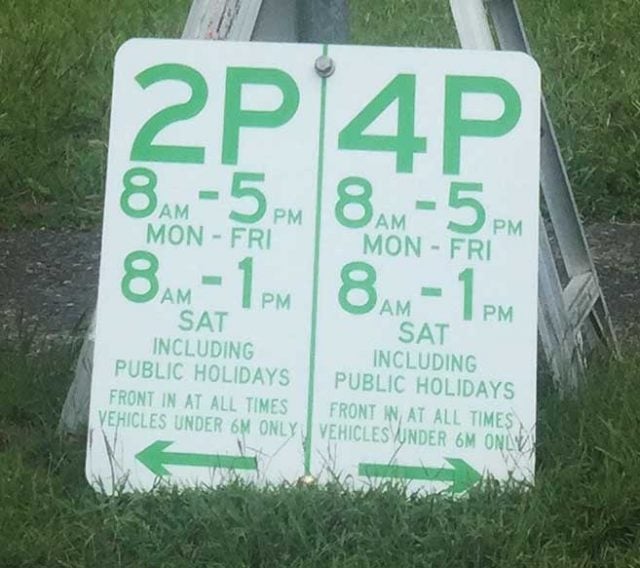 2P
8AM - 5PM
MON - FRI
8AM - 1PM
SAT
INCLUDING
PUBLIC HOLIDAYS
FRONT IN AT ALL TIMES
VEHICLES UNDER 6M ONLY
4P
8AM - 5PM
MON - FRI
8AM - 1PM
SAT
INCLUDING
PUBLIC HOLIDAYS
FRONT IN AT ALL TIMES
VEHICLES UNDER 6M ONLY